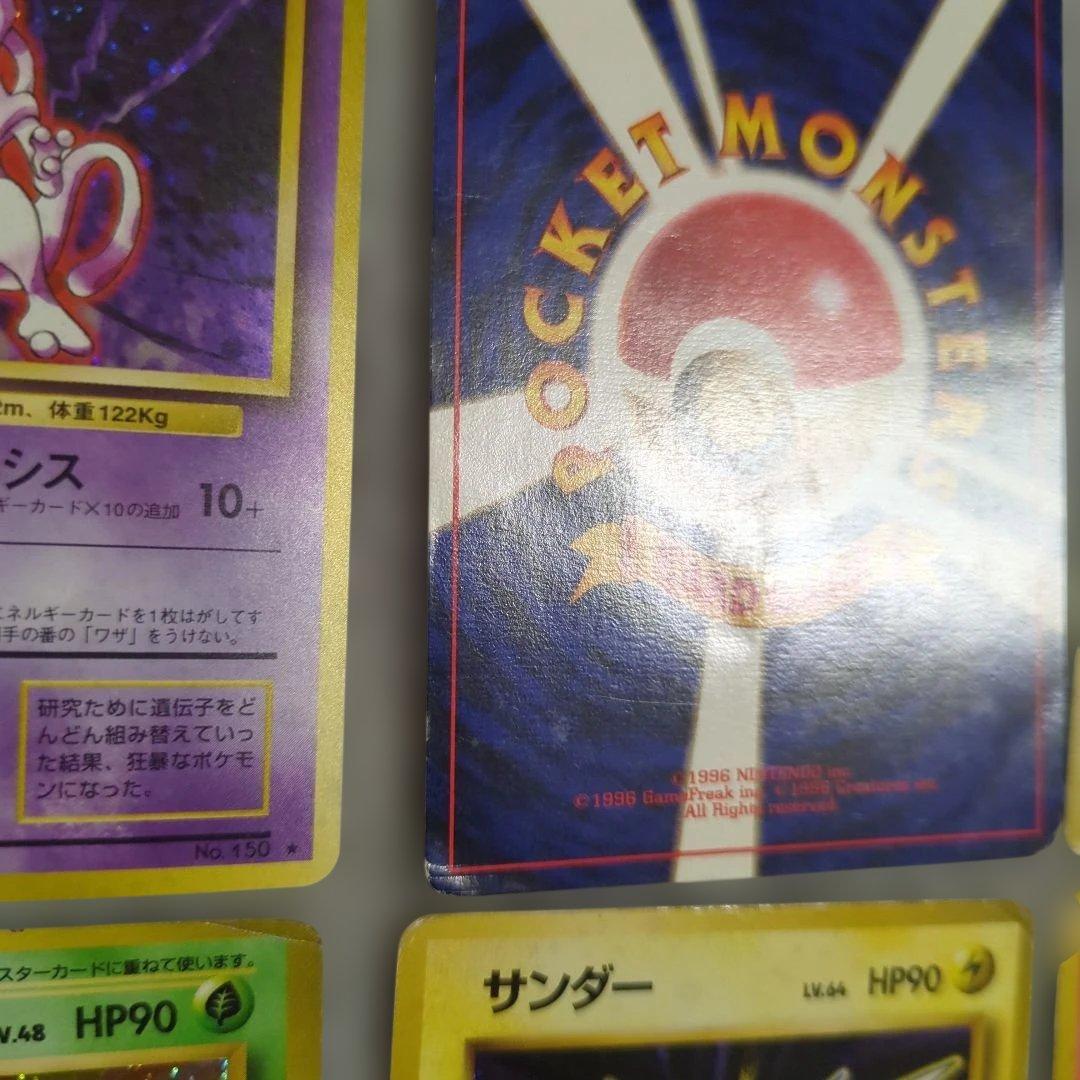 2m、体重122Kg
シス
ギーカード×10の追加 10+
エネルギーカードを1枚はがしてす
手の番の「ワザ」をうけない。
研究ために遺伝子をど
んどん組み替えていっ
た結果、狂暴なポケモ
ンになった。
No. 150 ★
POCKET MONSTERS
©1996 NINTENDO inc.
©1996 GameFreak inc. ©1996 Creatures inc.
All Rights reserved.
スターカードに重ねて使います。
LV.48 HP90
サンダー LV.64 HP90